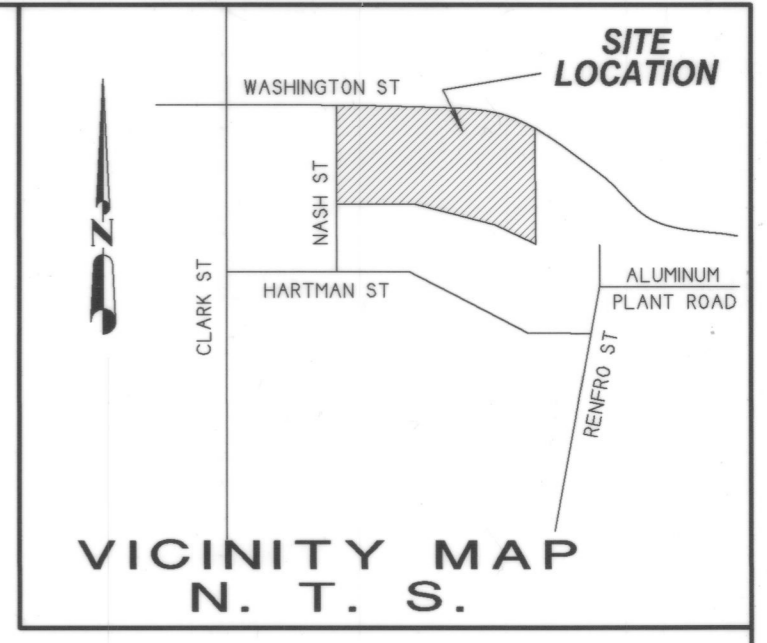 SITE
LOCATION
WASHINGTON ST
NASH ST
N
CLARK ST
HARTMAN ST
ALUMINUM
PLANT ROAD
RENFRO ST
VICINITY MAP
N. T. S.